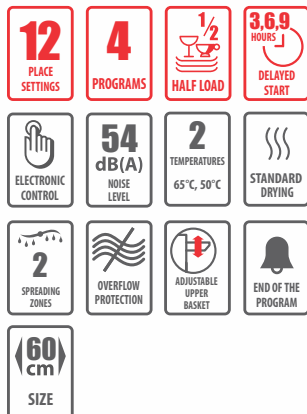 12
PLACE
SETTINGS
4
PROGRAMS
1/2
HALF LOAD
3,6,9
HOURS
DELAYED
START
ELECTRONIC
CONTROL
54
dB(A)
NOISE
LEVEL
2
TEMPERATURES
65°C, 50°C
STANDARD
DRYING
2
SPREADING
ZONES
OVERFLOW
PROTECTION
ADJUSTABLE
UPPER
BASKET
END OF THE
PROGRAM
60
cm
SIZE